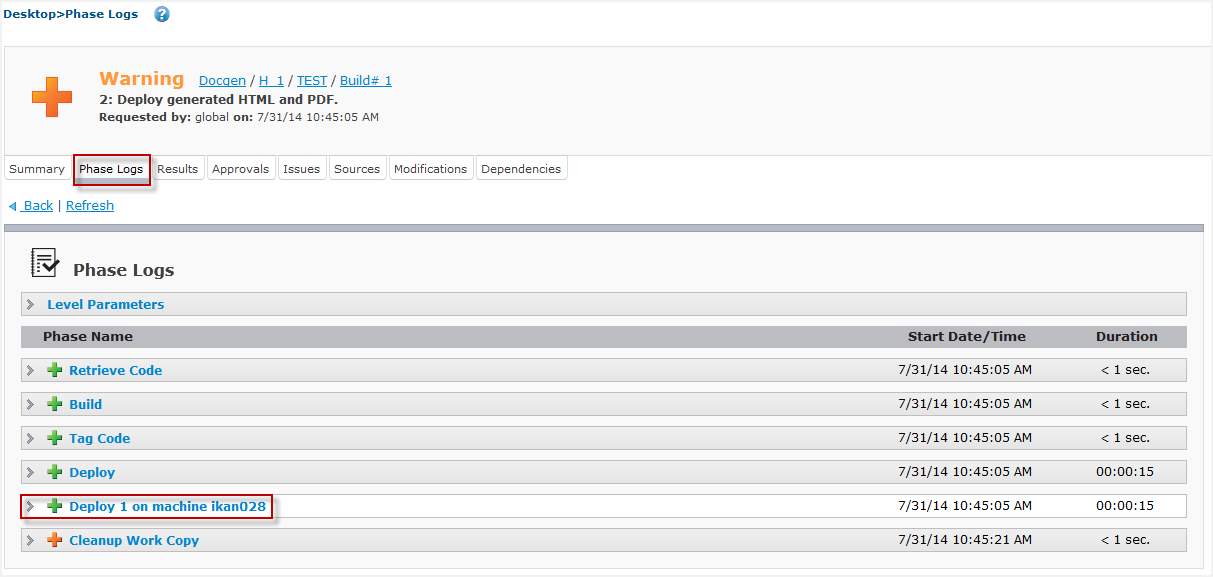 Desktop>Phase Logs ?
Warning Docgen / H_1 / TEST / Build# 1
2: Deploy generated HTML and PDF.
Requested by: global on: 7/31/14 10:45:05 AM
Summary Phase Logs Results Approvals Issues Sources Modifications Dependencies
Back | Refresh
Phase Logs
Level Parameters
Phase Name Start Date/Time Duration
Retrieve Code 7/31/14 10:45:05 AM < 1 sec.
Build 7/31/14 10:45:05 AM < 1 sec.
Tag Code 7/31/14 10:45:05 AM < 1 sec.
Deploy 7/31/14 10:45:05 AM 00:00:15
Deploy 1 on machine ikan028 7/31/14 10:45:05 AM 00:00:15
Cleanup Work Copy 7/31/14 10:45:21 AM < 1 sec.